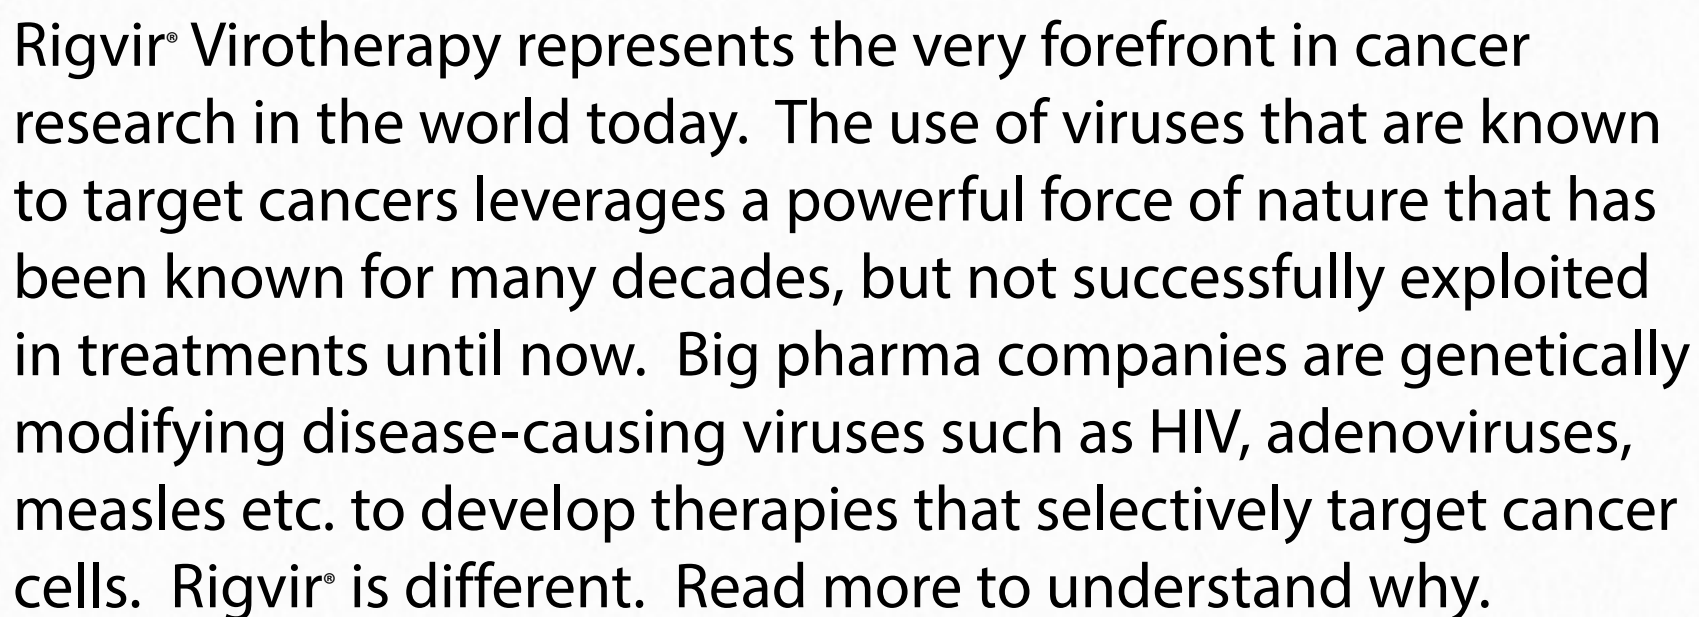 Rigvir® Virotherapy represents the very forefront in cancer
research in the world today.  The use of viruses that are known
to target cancers leverages a powerful force of nature that has
been known for many decades, but not successfully exploited
in treatments until now.  Big pharma companies are genetically
modifying disease-causing viruses such as HIV, adenoviruses,
measles etc. to develop therapies that selectively target cancer
cells.  Rigvir® is different.  Read more to understand why.